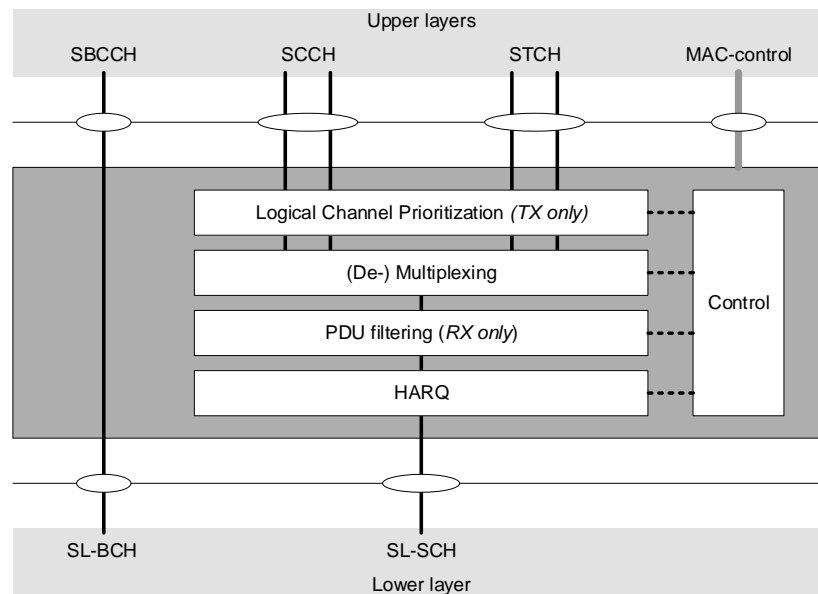 Upper layers
SBCCH SCCH STCH MAC-control
Logical Channel Prioritization (TX only)
(De-) Multiplexing
Control
PDU filtering (RX only)
HARQ
SL-BCH SL-SCH
Lower layer